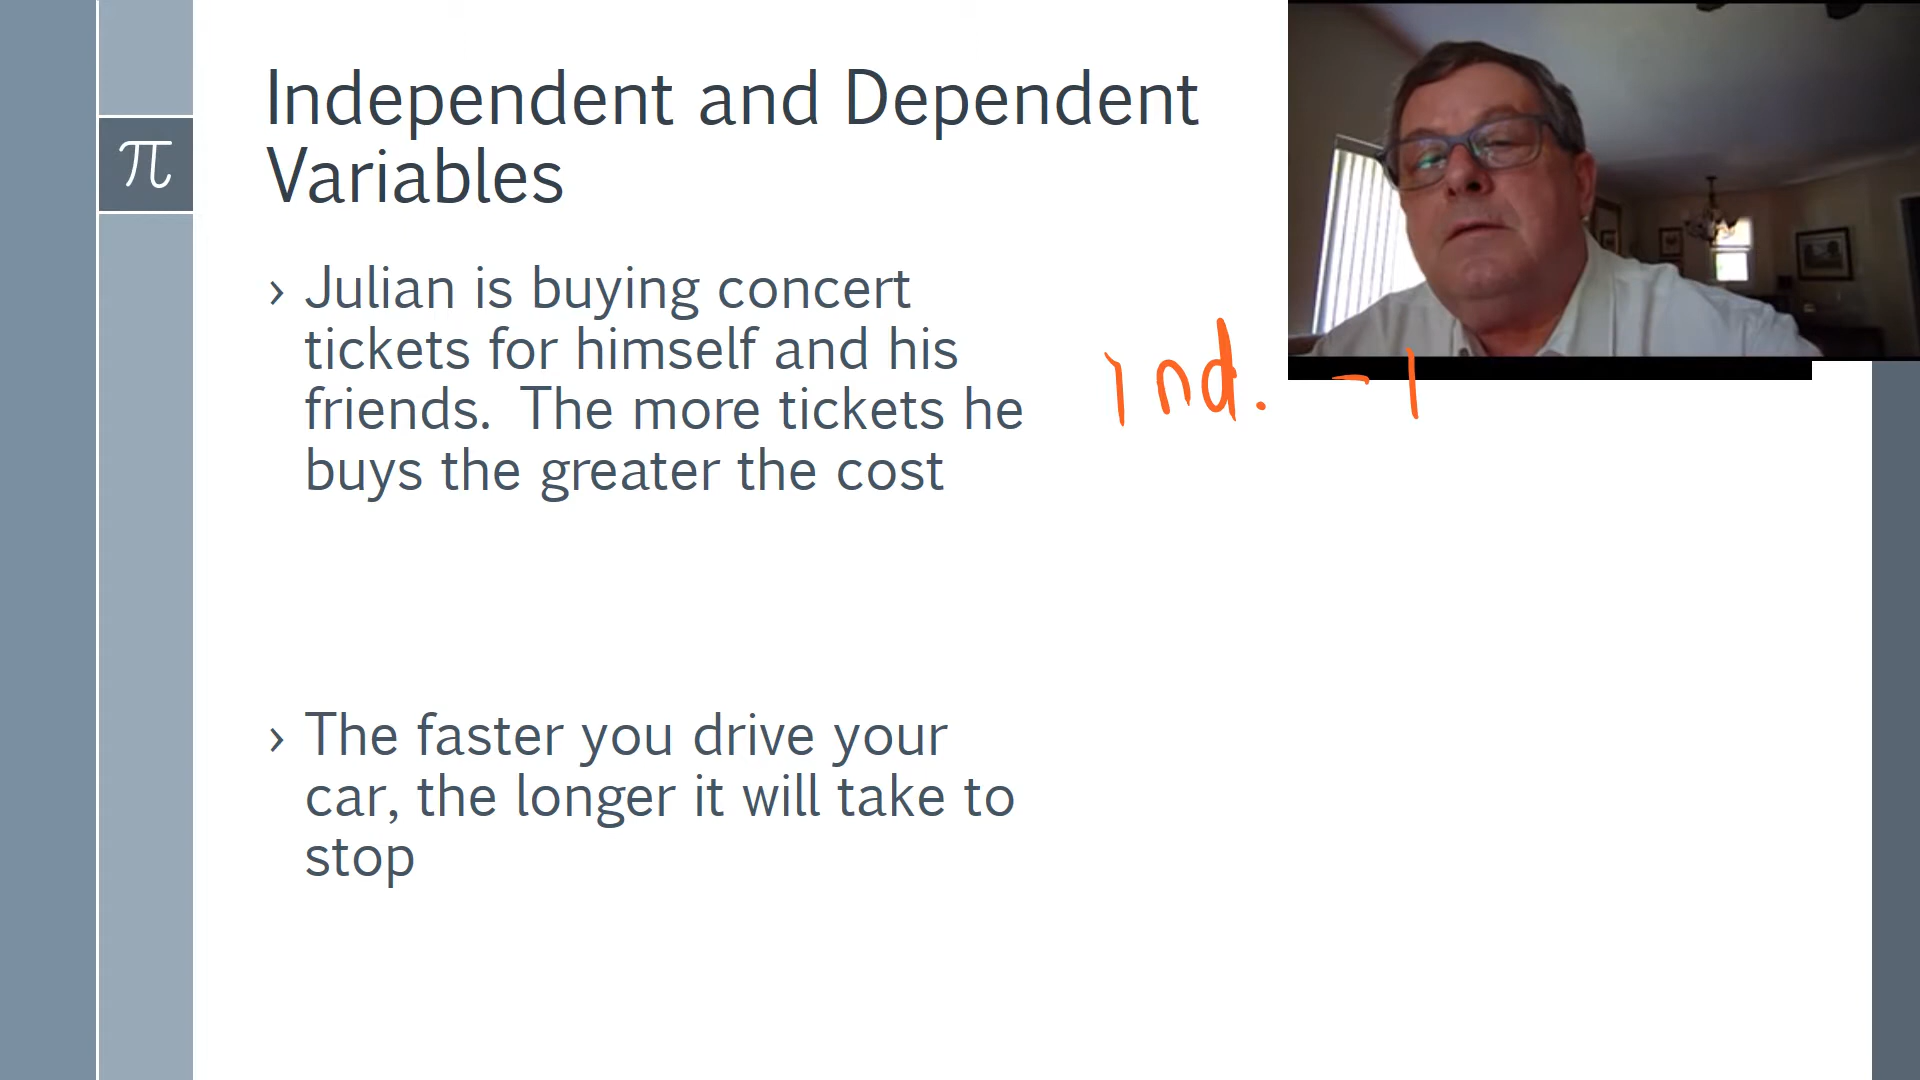 π
Independent and Dependent
Variables
› Julian is buying concert
tickets for himself and his
friends. The more tickets he
buys the greater the cost
ind. -
› The faster you drive your
car, the longer it will take to
stop